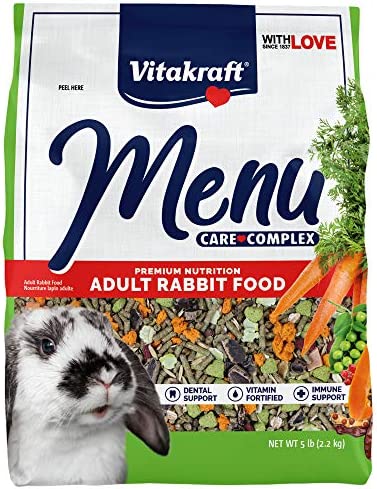 WITH LOVE
SINCE 1837
Vitakraft®
PEEL HERE
Menu
CARE COMPLEX
PREMIUM NUTRITION
ADULT RABBIT FOOD
Adult Rabbit Food
Nourriture lapin adulte
DENTAL SUPPORT
VITAMIN FORTIFIED
IMMUNE SUPPORT
NET WT 5 lb (2.2 kg)